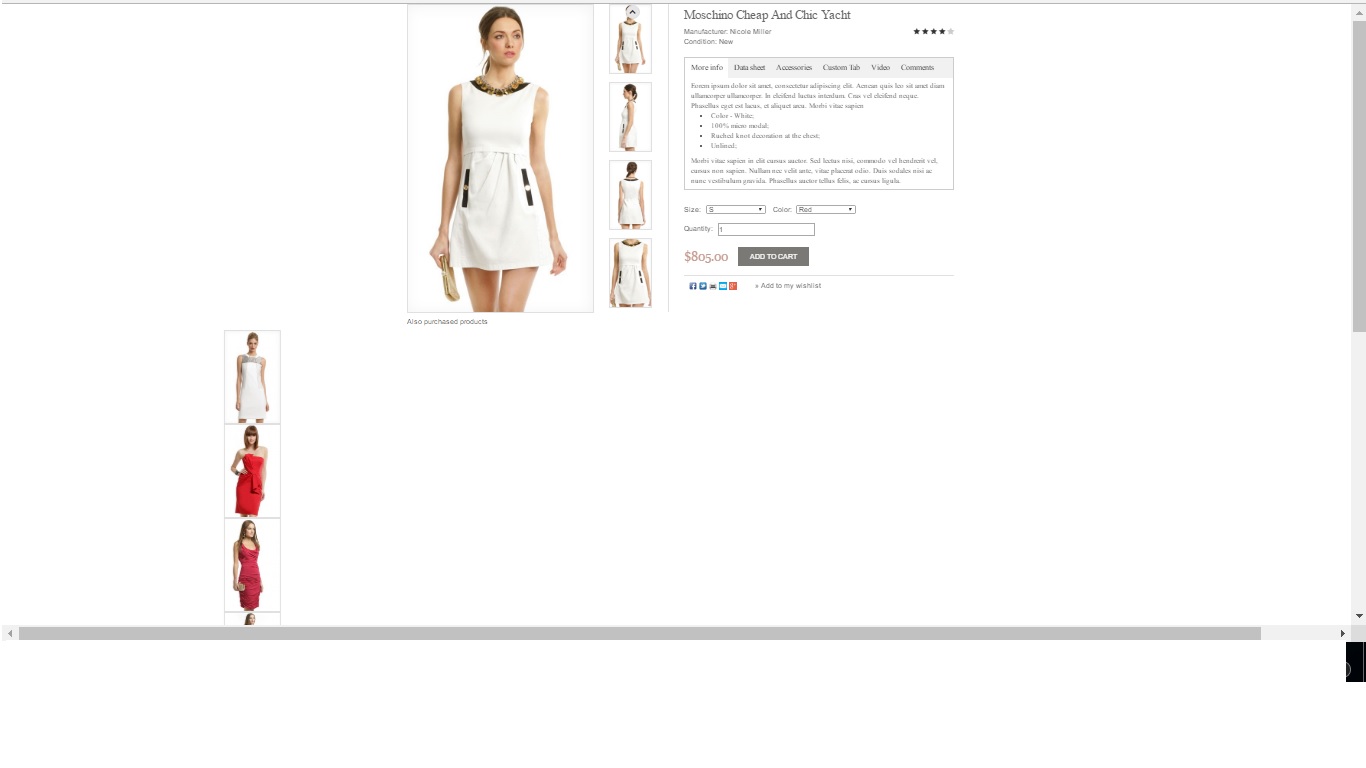 Moschino Cheap And Chic Yacht
Manufacturer: Nicole Miller
Condition: New
More info Data sheet Accessories Custom Tab Video Comments
Forem ipsum dolor sit amet, consectetur adipiscing elit. Aenean quis leo sit amet diam
ullamcorper ullamcorper. In eleifend luctus interdum. Cras vel eleifend neque.
Phasellus eget est lacus, et aliquet arcu. Morbi vitae sapien
• Color - White;
• 100% micro modal;
• Ruched knot decoration at the chest;
• Unlined;
Morbi vitae sapien in elit cursus auctor. Sed lectus nisi, commodo vel hendrerit vel,
cursus non sapien. Nullam nec velit ante, vitae placerat odio. Duis sodales nisi ac
nunc vestibulum gravida. Phasellus auctor tellus felis, ac cursus ligula.
Size: S Color: Red
Quantity: 1
$805.00 ADD TO CART
» Add to my wishlist
Also purchased products